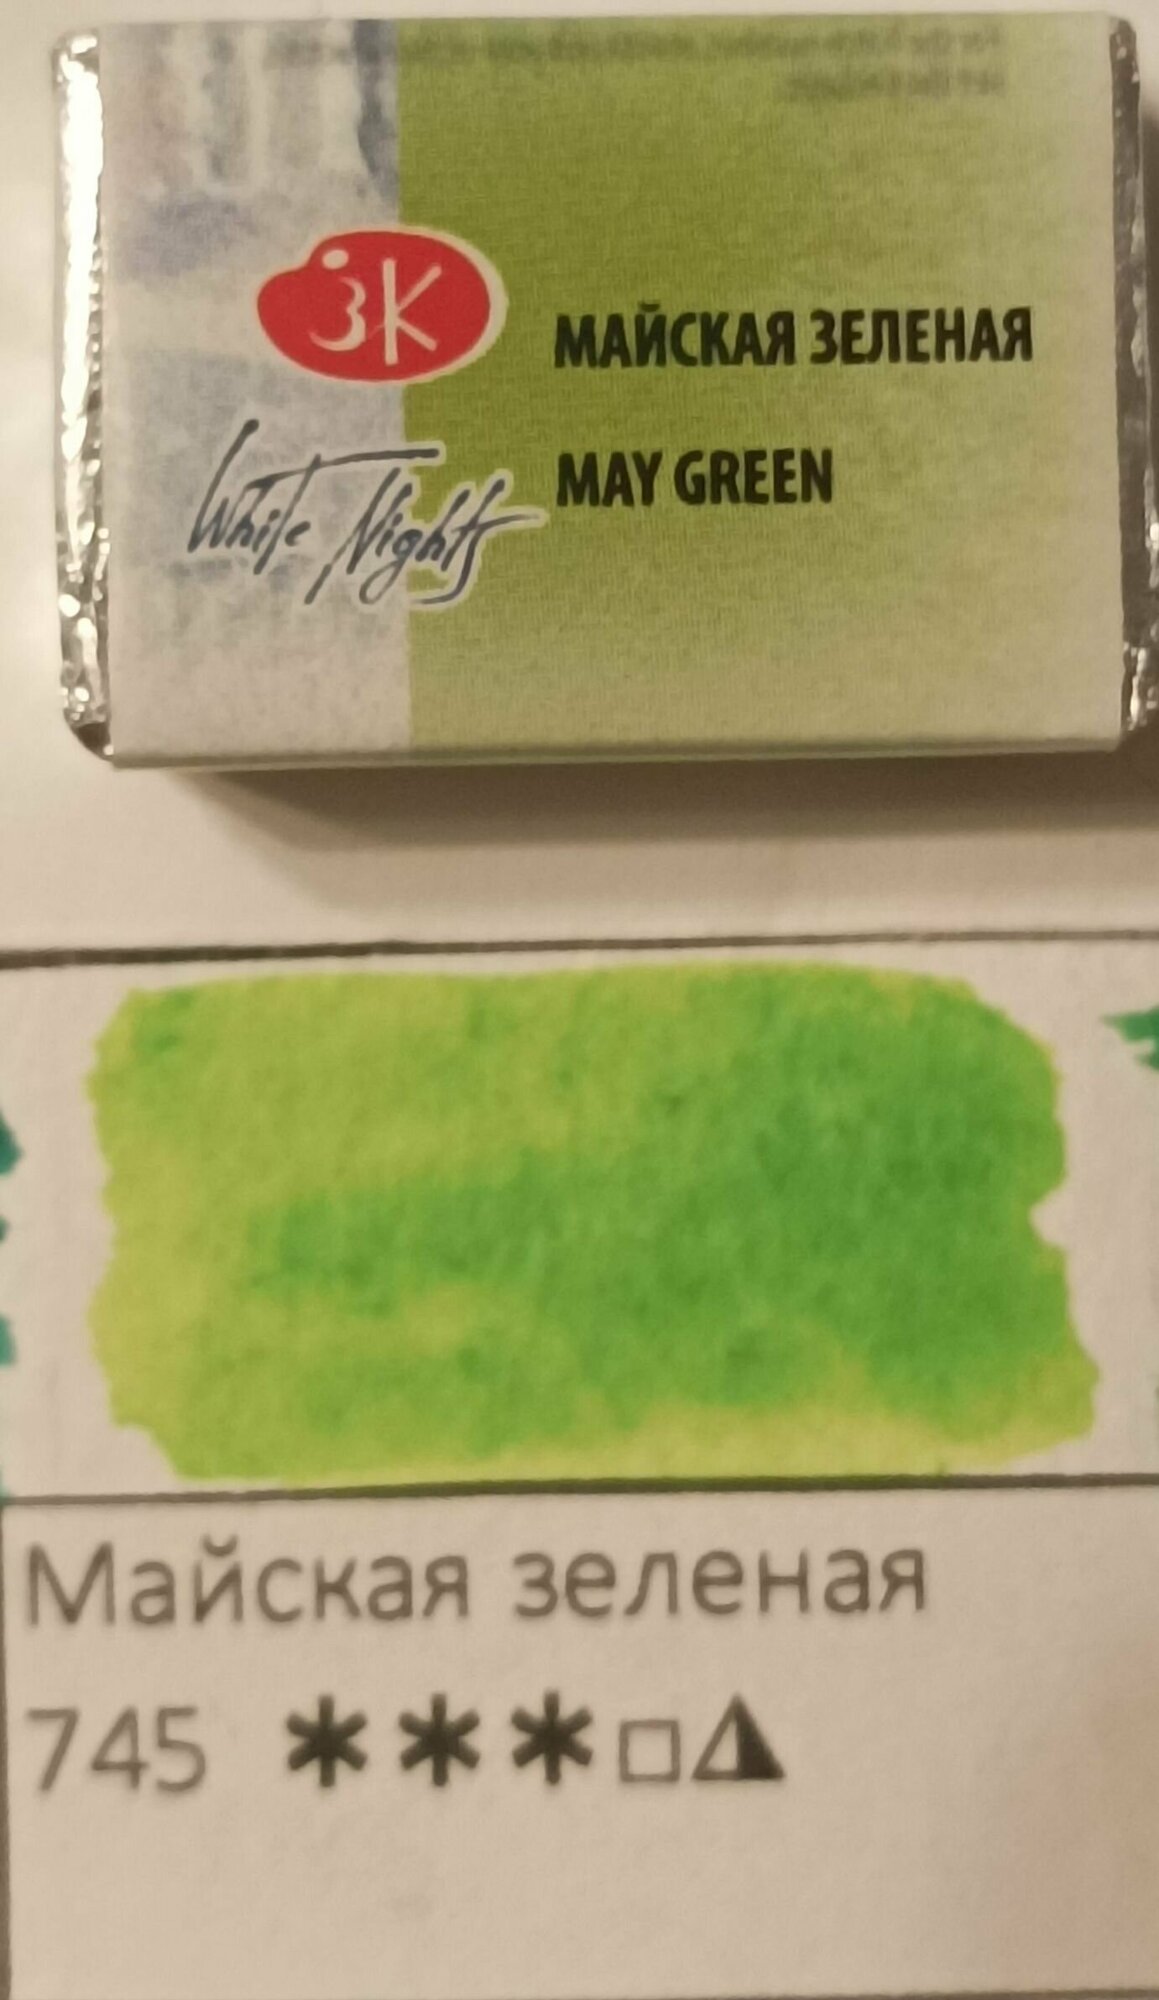 ЗК
МАЙСКАЯ ЗЕЛЕНАЯ
MAY GREEN
White Nights
Майская зеленая
745 ***□◮